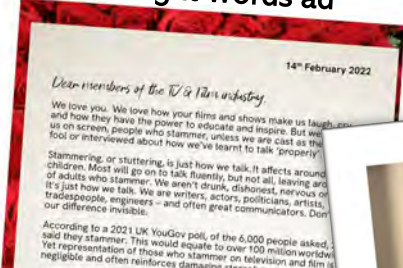 words ad
14th February 2022
Dear members of the TV & Film industry,
We love you. We love how your films and shows make us laugh, cry
and how they have the power to educate and inspire. But we
us on screen, people who stammer, unless we are cast as the
fool or interviewed about how we've learnt to talk 'properly'
Stammering, or stuttering, is just how we talk. It affects around
children. Most will go on to talk fluently, but not all, leaving aro
of adults who stammer. We aren't drunk, dishonest, nervous or
It's just how we talk. We are writers, actors, politicians, artists,
tradespeople, engineers – and often great communicators. Don
our difference invisible.
According to a 2021 UK YouGov poll, of the 6,000 people asked,
said they stammer. This would equate to over 100 million worldwi
Yet representation of those who stammer on television and film is
negligible and often reinforces damaging